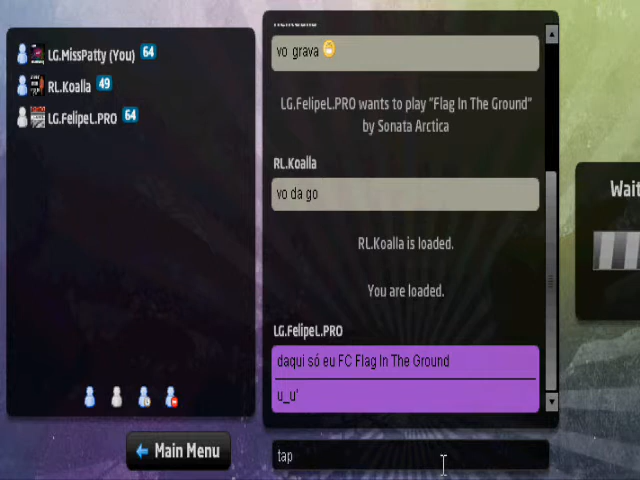 LG.MissPatty (You) 64
RL.Koalla 49
LG.FelipeL.PRO 64
vo grava
LG.FelipeL.PRO wants to play "Flag In The Ground"
by Sonata Arctica
RL.Koalla
vo da go
RL.Koalla is loaded.
You are loaded.
LG.FelipeL.PRO
daqui só eu FC Flag In The Ground
u_u'
Main Menu
tap
Wait